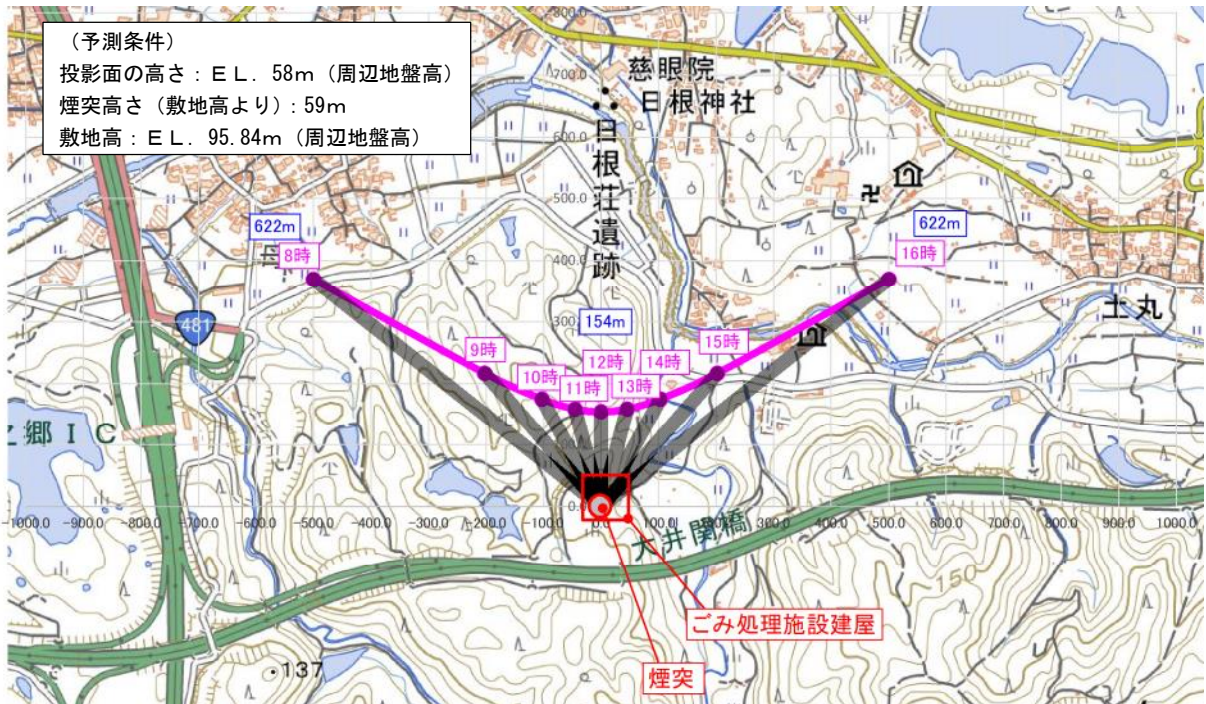 (予測条件)
投影面の高さ:EL. 58m(周辺地盤高)
煙突高さ(敷地高より):59m
敷地高:EL. 95.84m(周辺地盤高)
800.0
700.0
600.0
500.0
400.0
300.0
慈眼院
日根神社
日根荘遺跡
622m
8時
9時
10時
11時
12時
13時
14時
15時
16時
154m
622m
481
土丸
之郷IC
-1000.0 -900.0 -800.0 -700.0 -500.0 -400.0 -300.0 -200.0 -100.0 0.0 100.0 200.0 300.0 400.0 500.0 600.0 700.0 800.0 900.0 1000.0
大井関橋
150
137
ごみ処理施設建屋
煙突